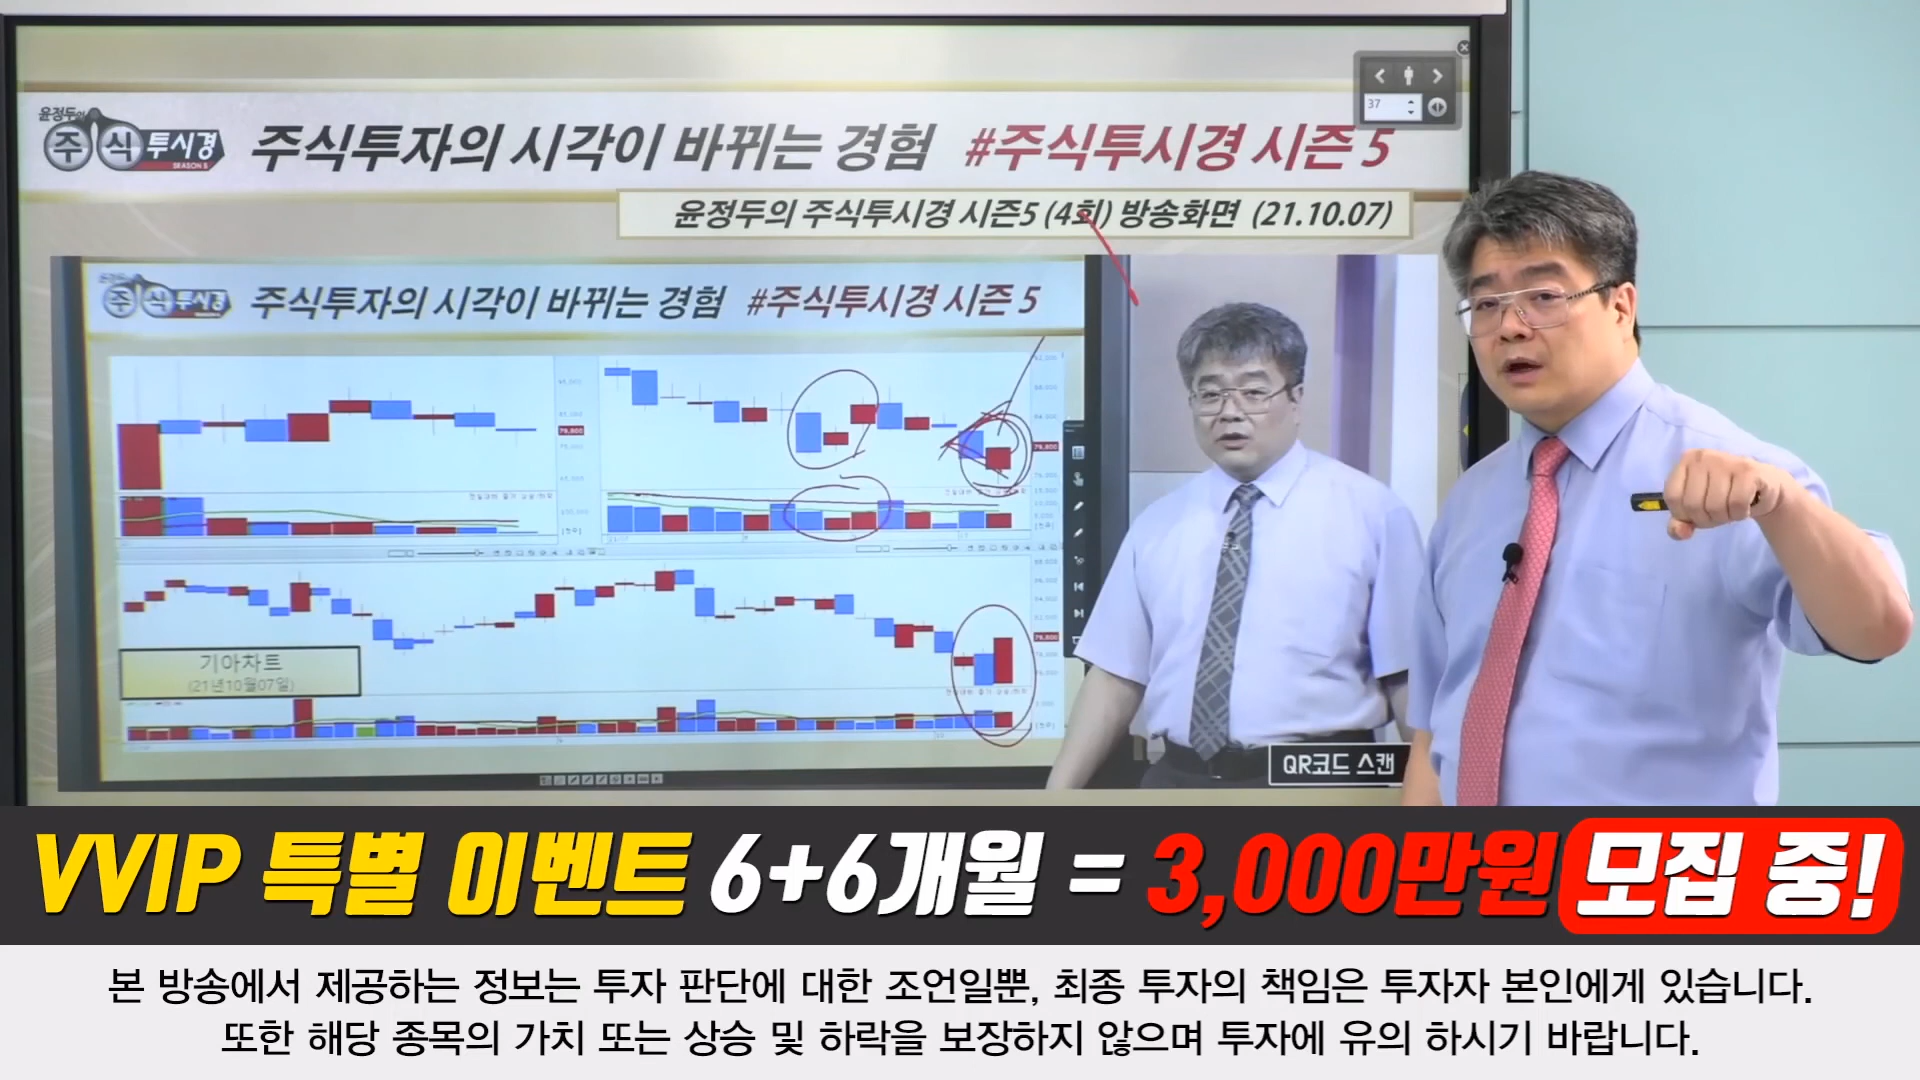 윤정두의
주식투시경
SEASON 5
주식투자의 시각이 바뀌는 경험 #주식투시경 시즌 5
37
윤정두의 주식투시경 시즌5 (4회) 방송화면 (21.10.07)
주식투시경
주식투자의 시각이 바뀌는 경험 #주식투시경 시즌 5
79,800
79,800
79,800
기아차트
(21년10월07일)
QR코드 스캔
VVIP 특별 이벤트 6+6개월 = 3,000만원 모집 중!
본 방송에서 제공하는 정보는 투자 판단에 대한 조언일뿐, 최종 투자의 책임은 투자자 본인에게 있습니다.
또한 해당 종목의 가치 또는 상승 및 하락을 보장하지 않으며 투자에 유의 하시기 바랍니다.